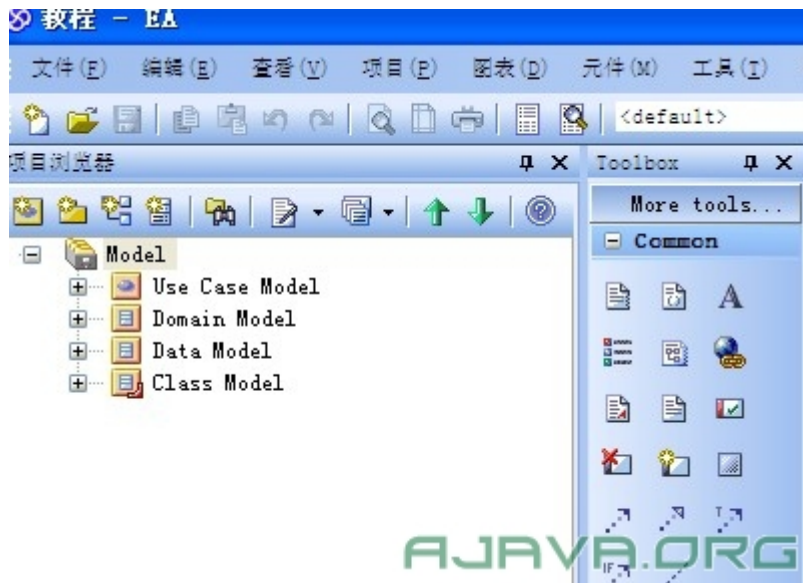 教程 - EA
文件(F) 编辑(E) 查看(V) 项目(P) 图表(D) 元件(M) 工具(I)
<default>
项目浏览器
Toolbox
More tools...
Common
Model
Use Case Model
Domain Model
Data Model
Class Model
A
T
IF
AJAVA.ORG